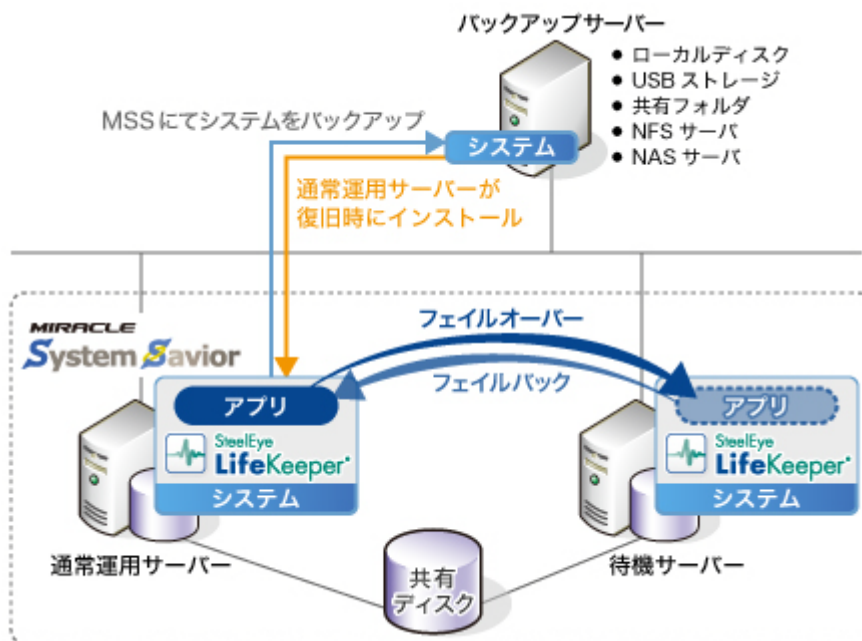 バックアップサーバー
● ローカルディスク
● USB ストレージ
● 共有フォルダ
● NFS サーバ
● NAS サーバ
MSSにてシステムをバックアップ
システム
通常運用サーバーが
復旧時にインストール
MIRACLE
System Savior
フェイルオーバー
フェイルバック
アプリ
SteelEye
LifeKeeper
システム
アプリ
SteelEye
LifeKeeper
システム
通常運用サーバー
待機サーバー
共有
ディスク